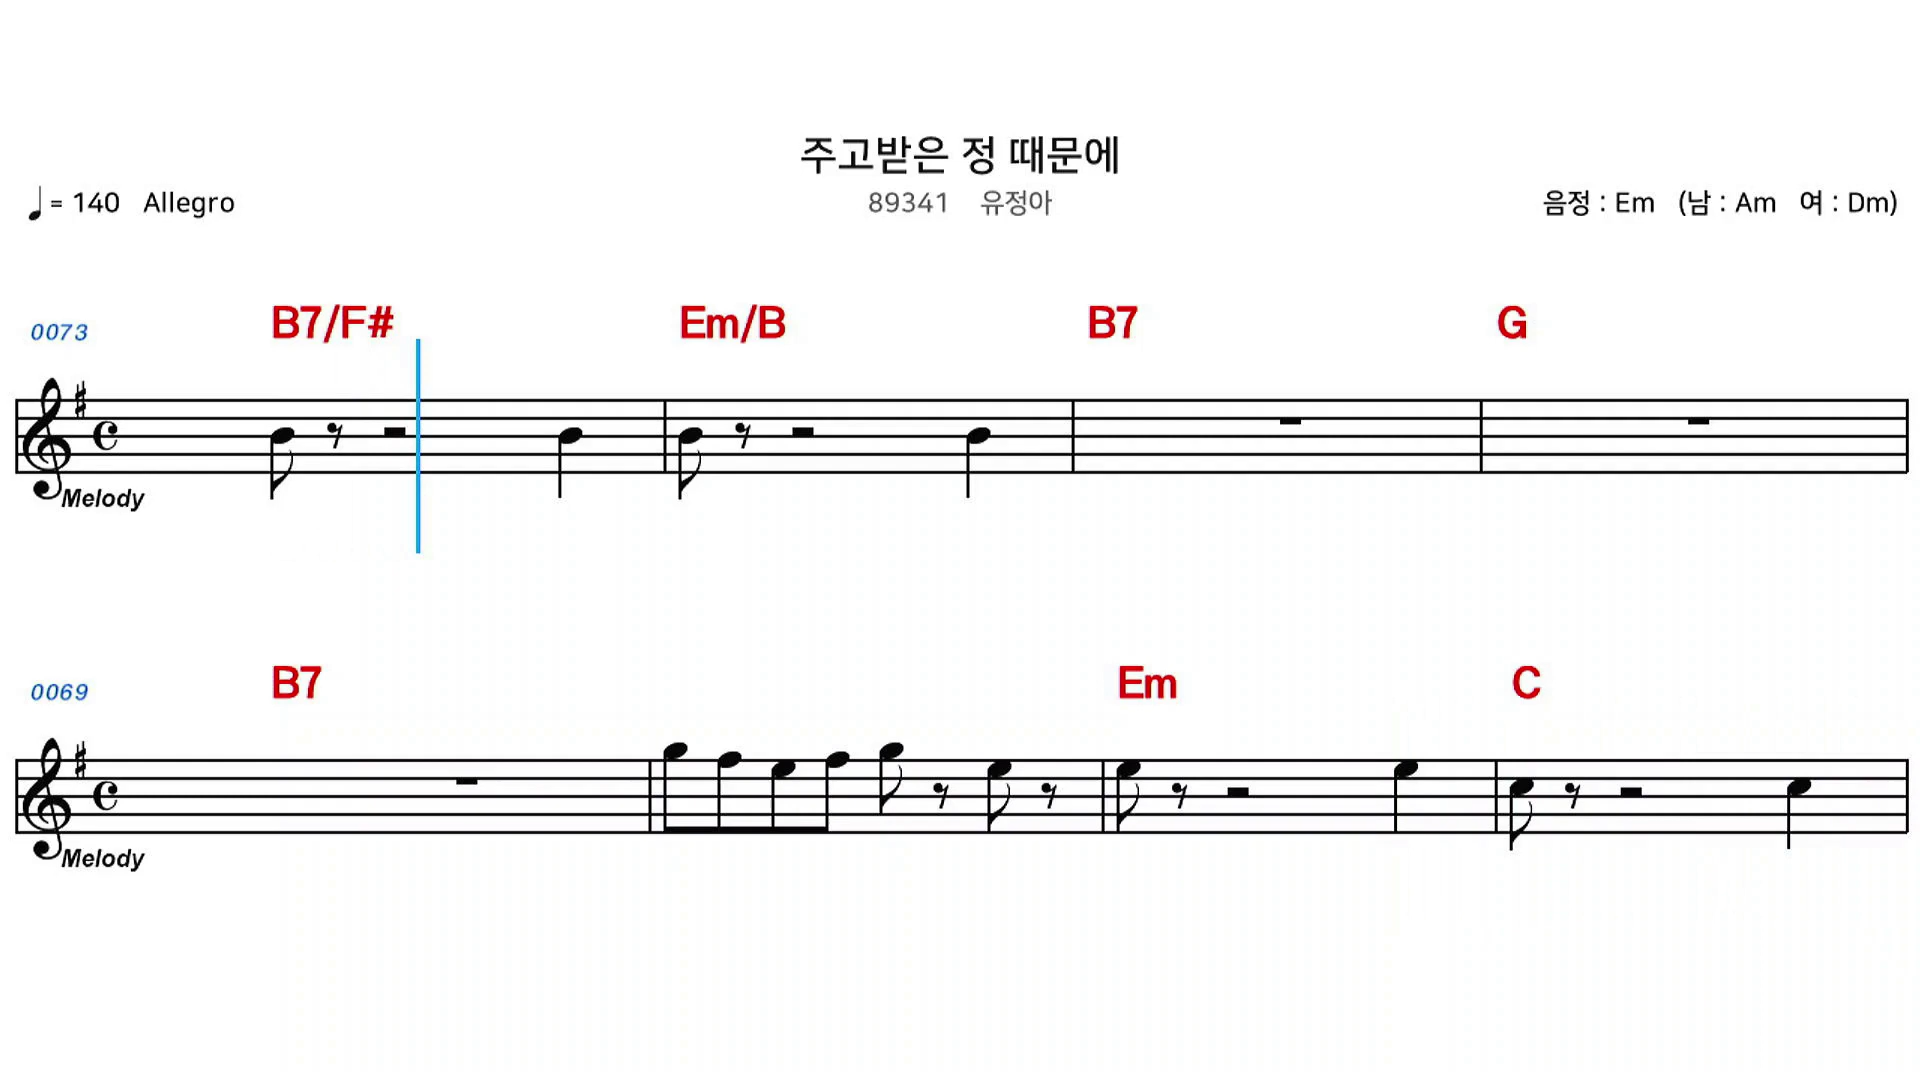 주고받은 정 때문에
♩ = 140 Allegro 89341 유정아 음정 : Em (남 : Am 여 : Dm)
0073 B7/F# Em/B B7 G
Melody
0069 B7 Em C
Melody